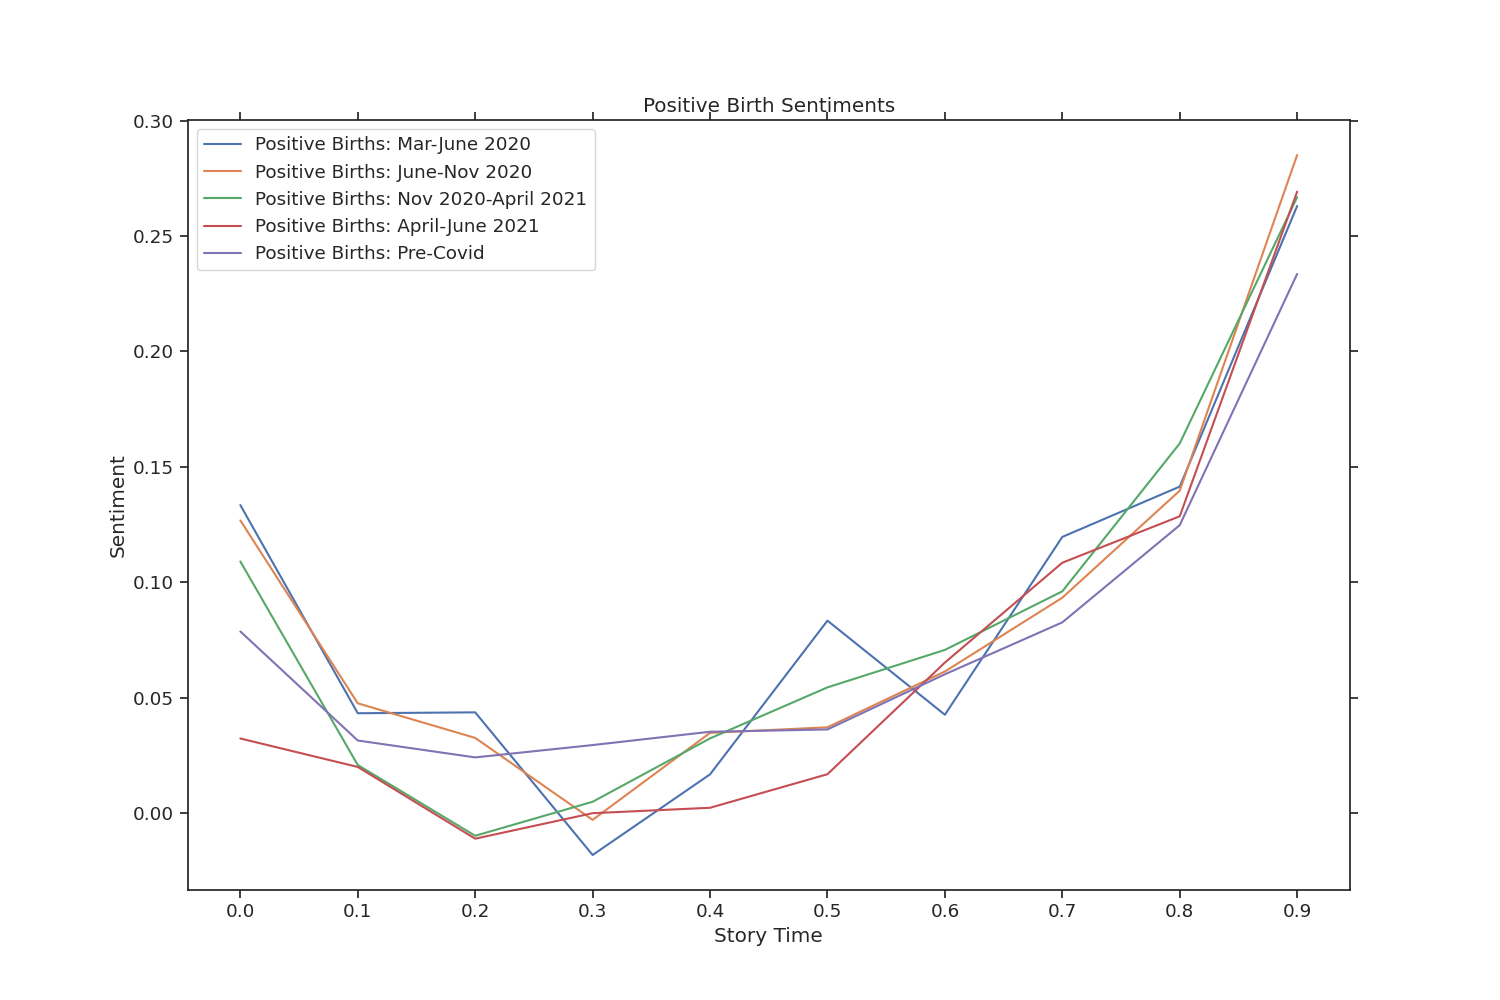 Positive Birth Sentiments
0.30
0.25
0.20
0.15
0.10
0.05
0.00
Sentiment
Positive Births: Mar-June 2020
Positive Births: June-Nov 2020
Positive Births: Nov 2020-April 2021
Positive Births: April-June 2021
Positive Births: Pre-Covid
0.0 0.1 0.2 0.3 0.4 0.5 0.6 0.7 0.8 0.9
Story Time